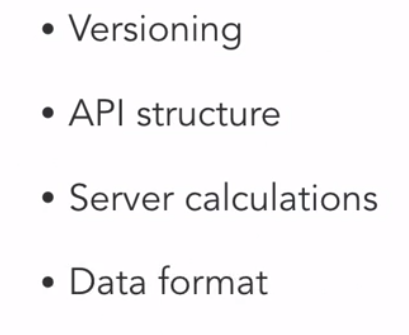 • Versioning
• API structure
• Server calculations
• Data format